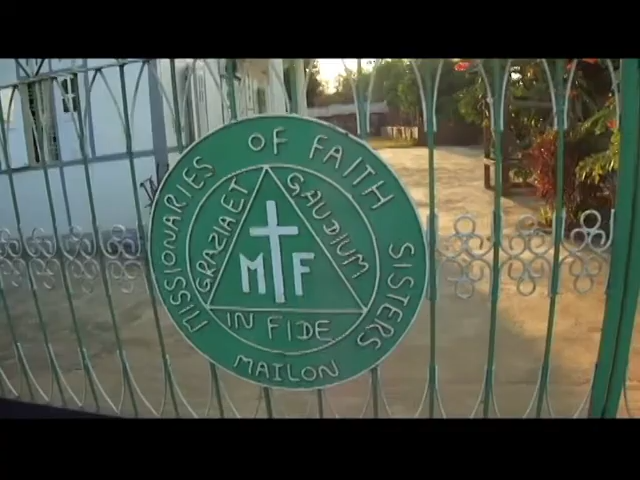 MISSIONARIES OF FAITH SISTERS
GRAZIA ET GAUDIUM
M F
IN FIDE
MAILON